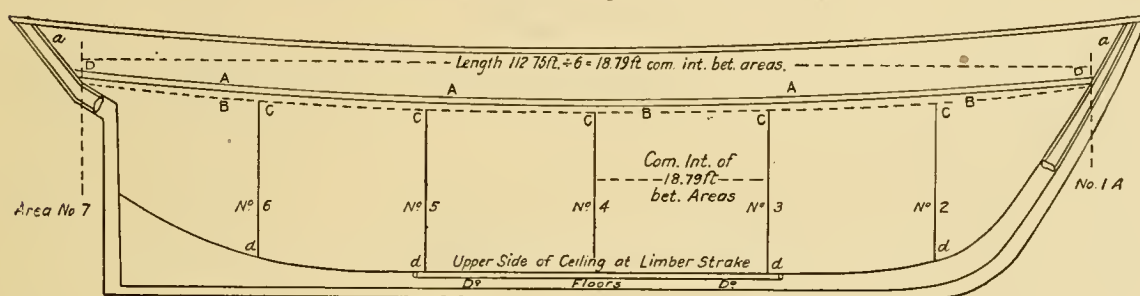 a
a
D
Length 112.75ft. ÷ 6 = 18.79ft com. int. bet. areas.
D
A
A
A
B
C
C
B
C
B
C
Com. Int. of
18.79ft
bet. Areas
No. 1 A
Area No 7
No 6
No 5
No 4
No 3
No 2
d
d
Upper Side of Ceiling at Limber Strake
d
d
Do
Floors
Do